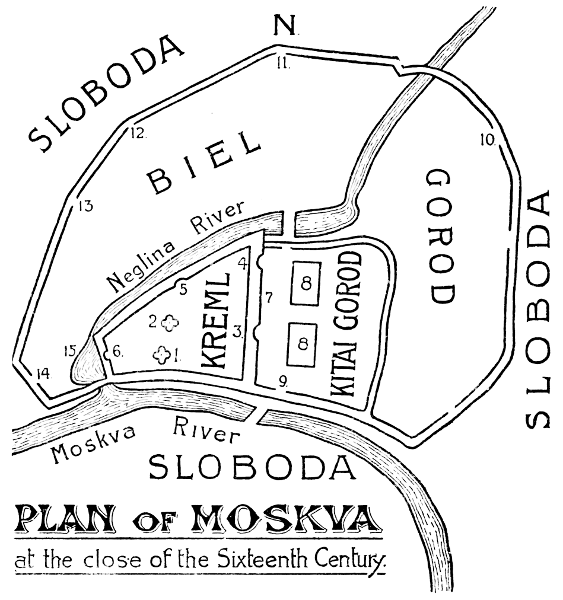 N.
SLOBODA
11.
12.
10.
BIEL
13
GOROD
SLOBODA
Neglina River
4
5
7
8
KREML
KITAI GOROD
2
3.
8
15.
6.
1.
14
9.
Moskva River
SLOBODA
PLAN OF MOSKVA
at the close of the Sixteenth Century.